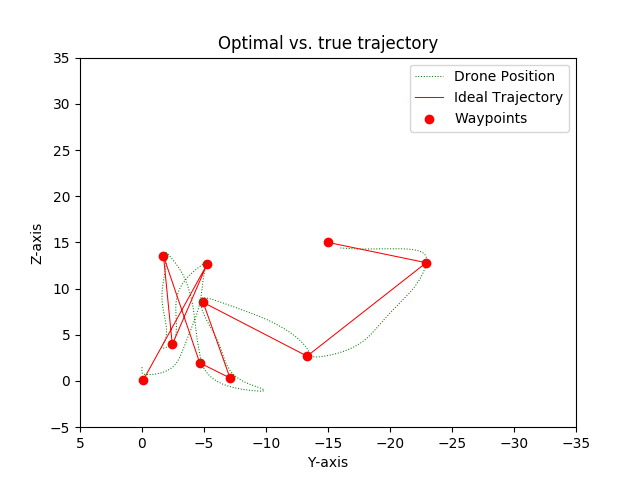 Optimal vs. true trajectory
Drone Position
Ideal Trajectory
Waypoints
35
30
25
20
15
10
5
0
−5
Z-axis
5 0 −5 −10 −15 −20 −25 −30 −35
Y-axis